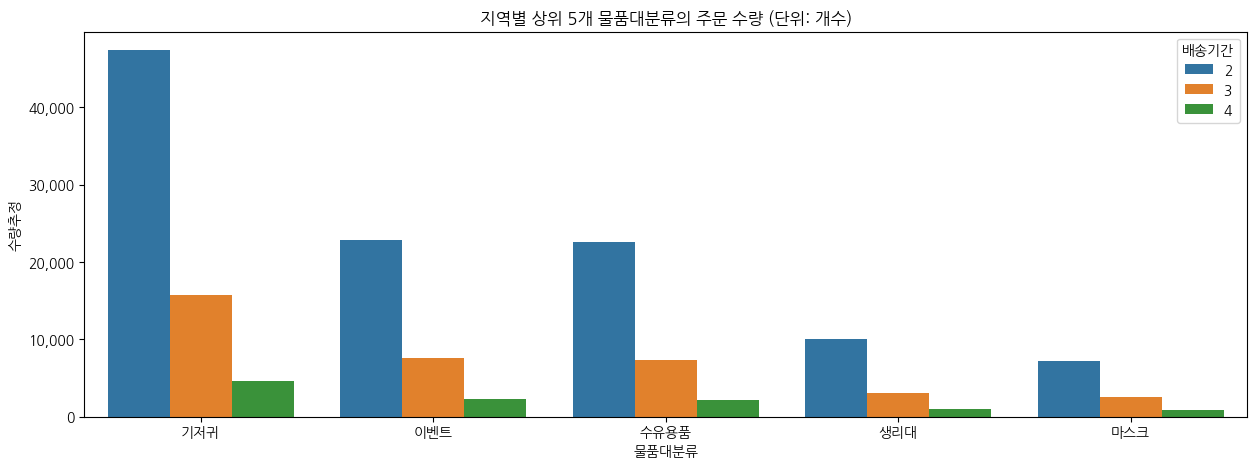 지역별 상위 5개 물품대분류의 주문 수량 (단위: 개수)
배송기간
2
3
4
수량추정
40,000
30,000
20,000
10,000
0
기저귀
이벤트
수유용품
생리대
마스크
물품대분류